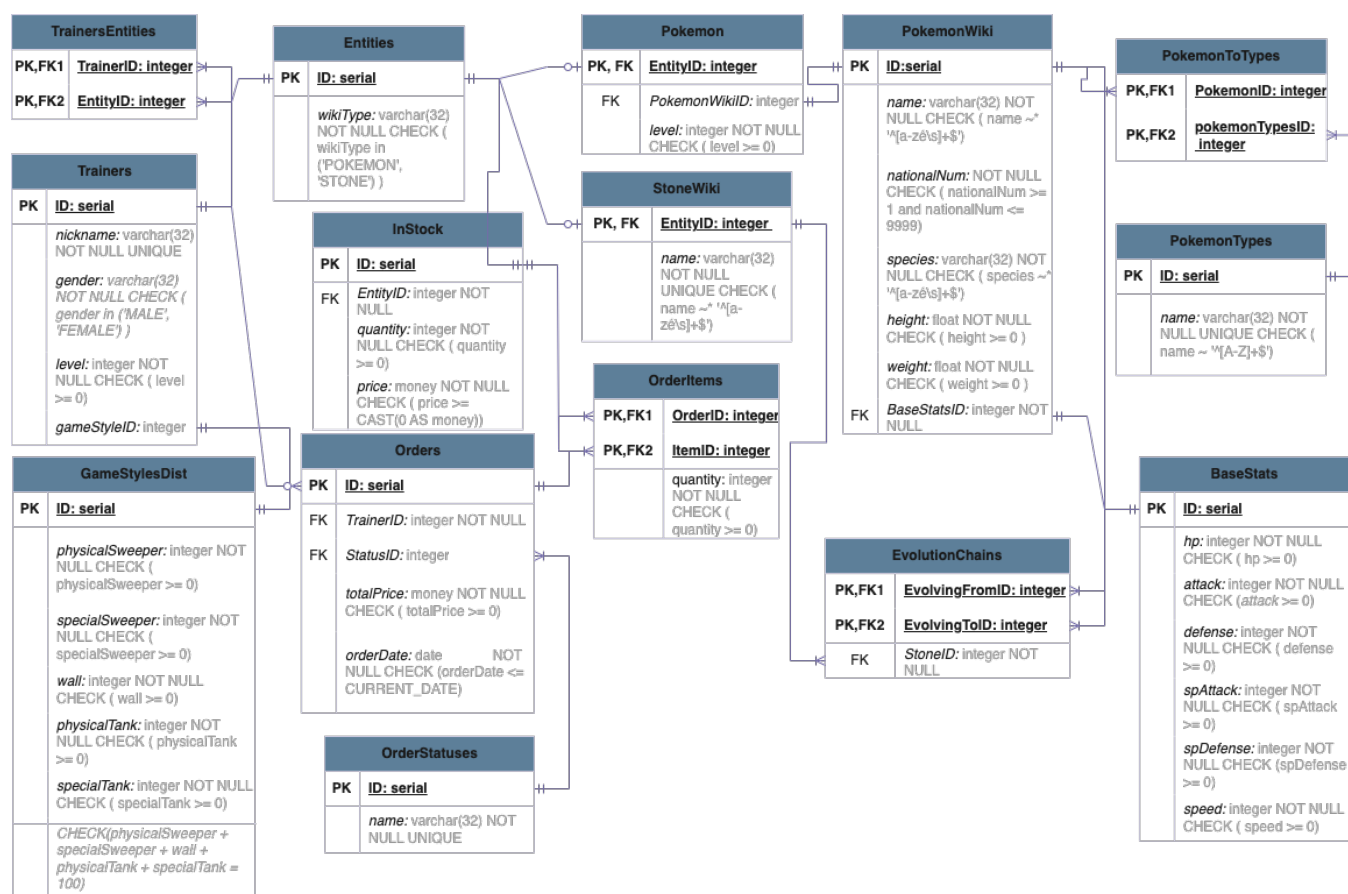 TrainersEntities
PK,FK1 TrainerID: integer
PK,FK2 EntityID: integer
Trainers
PK ID: serial
nickname: varchar(32)
NOT NULL UNIQUE
gender: varchar(32)
NOT NULL CHECK (
gender in ('MALE',
'FEMALE') )
level: integer NOT
NULL CHECK ( level
>= 0)
gameStyleID: integer
GameStylesDist
PK ID: serial
physicalSweeper: integer NOT
NULL CHECK (
physicalSweeper >= 0)
specialSweeper: integer NOT
NULL CHECK (
specialSweeper >= 0)
wall: integer NOT NULL
CHECK ( wall >= 0)
physicalTank: integer NOT
NULL CHECK ( physicalTank
>= 0)
specialTank: integer NOT NULL
CHECK ( specialTank >= 0)
CHECK(physicalSweeper +
specialSweeper + wall +
physicalTank + specialTank =
100)
Entities
PK ID: serial
wikiType: varchar(32)
NOT NULL CHECK (
wikiType in
('POKEMON',
'STONE') )
InStock
PK ID: serial
FK EntityID: integer NOT
NULL
quantity: integer NOT
NULL CHECK ( quantity
>= 0)
price: money NOT NULL
CHECK ( price >=
CAST(0 AS money))
Orders
PK ID: serial
FK TrainerID: integer NOT NULL
FK StatusID: integer
totalPrice: money NOT NULL
CHECK ( totalPrice >= 0)
orderDate: date NOT
NULL CHECK (orderDate <=
CURRENT_DATE)
OrderStatuses
PK ID: serial
name: varchar(32) NOT
NULL UNIQUE
Pokemon
PK, FK EntityID: integer
FK PokemonWikiID: integer
level: integer NOT NULL
CHECK ( level >= 0)
StoneWiki
PK, FK EntityID: integer
name: varchar(32)
NOT NULL
UNIQUE CHECK (
name ~* '^[a-
zé\s]+$')
OrderItems
PK,FK1 OrderID: integer
PK,FK2 ItemID: integer
quantity: integer
NOT NULL
CHECK (
quantity >= 0)
PokemonWiki
PK ID:serial
name: varchar(32) NOT
NULL CHECK ( name ~*
'^[a-zé\s]+$')
nationalNum: NOT NULL
CHECK ( nationalNum >=
1 and nationalNum <=
9999)
species: varchar(32) NOT
NULL CHECK ( species ~*
'^[a-zé\s]+$')
height: float NOT NULL
CHECK ( height >= 0 )
weight: float NOT NULL
CHECK ( weight >= 0 )
FK BaseStatsID: integer NOT
NULL
EvolutionChains
PK,FK1 EvolvingFromID: integer
PK,FK2 EvolvingToID: integer
FK StoneID: integer NOT
NULL
PokemonToTypes
PK,FK1 PokemonID: integer
PK,FK2 pokemonTypesID:
integer
PokemonTypes
PK ID: serial
name: varchar(32) NOT
NULL UNIQUE CHECK (
name ~ '^[A-Z]+$')
BaseStats
PK ID: serial
hp: integer NOT NULL
CHECK ( hp >= 0)
attack: integer NOT NULL
CHECK (attack >= 0)
defense: integer NOT
NULL CHECK ( defense
>= 0)
spAttack: integer NOT
NULL CHECK ( spAttack
>= 0)
spDefense: integer NOT
NULL CHECK (spDefense
>= 0)
speed: integer NOT NULL
CHECK ( speed >= 0)